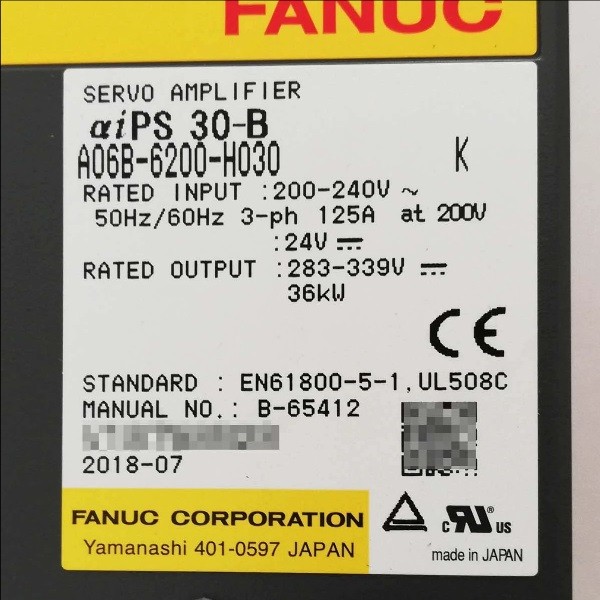 FANUC
SERVO AMPLIFIER
αiPS 30-B
A06B-6200-H030 K
RATED INPUT :200-240V ~
50Hz/60Hz 3-ph 125A at 200V
:24V ⎓
RATED OUTPUT :283-339V ⎓
36kW
CE
STANDARD : EN61800-5-1,UL508C
MANUAL NO.: B-65412
2018-07
FANUC CORPORATION
Yamanashi 401-0597 JAPAN
c RU® US
made in JAPAN